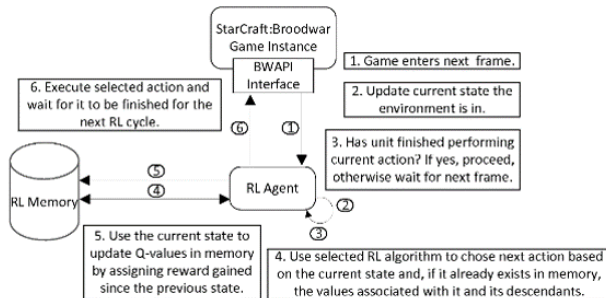 StarCraft:Broodwar
Game Instance
BWAPI
Interface
1. Game enters next frame.
2. Update current state the
environment is in.
6. Execute selected action and
wait for it to be finished for the
next RL cycle.
3. Has unit finished performing
current action? If yes, proceed,
otherwise wait for next frame.
6
1
5
4
RL Memory
RL Agent
2
3
5. Use the current state to
update Q-values in memory
by assigning reward gained
since the previous state.
4. Use selected RL algorithm to chose next action based
on the current state and, if it already exists in memory,
the values associated with it and its descendants.